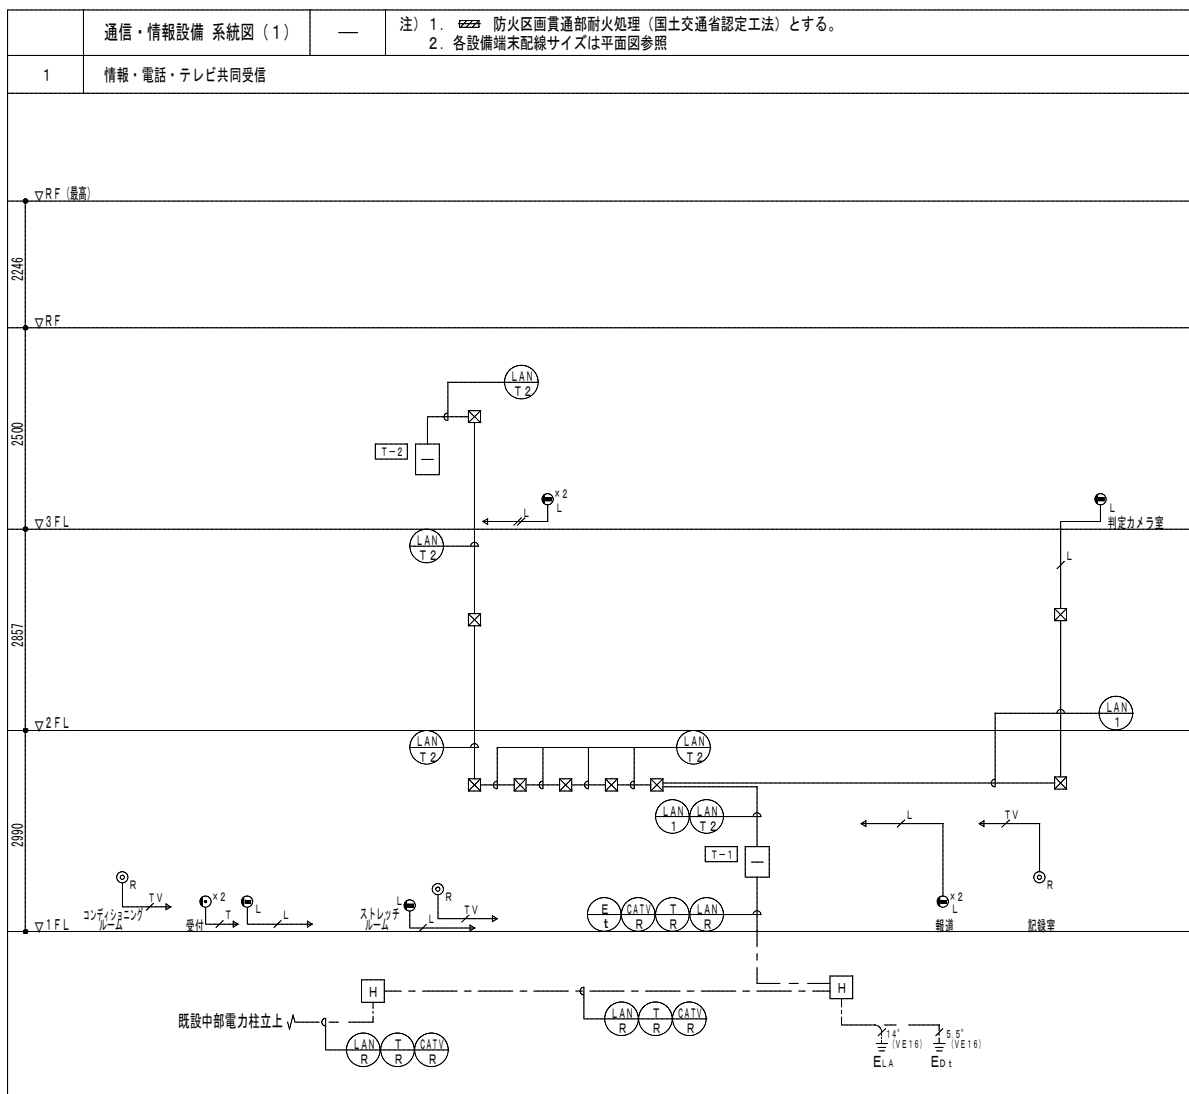 通信・情報設備 系統図（1）
―
注）1． 防火区画貫通部耐火処理（国土交通省認定工法）とする。
2．各設備端末配線サイズは平面図参照
1
情報・電話・テレビ共同受信
▽RF（最高）
2246
▽RF
LAN
T2
2500
T-2
×2
L
L
▽3FL
L
判定カメラ室
LAN
T2
L
2857
LAN
1
▽2FL
LAN
T2
LAN
T2
2990
LAN
1
LAN
T2
L
TV
T-1
R
TV
コンディショニング
ルーム
×2
T
受付
L
L
R
TV
L
L
ストレッチ
ルーム
E
t
CATV
R
T
R
LAN
R
×2
L
報道
R
記録室
▽1FL
H
H
既設中部電力柱立上
LAN
R
T
R
CATV
R
LAN
R
T
R
CATV
R
14°
(VE16)
ELA
5.5°
(VE16)
EDt